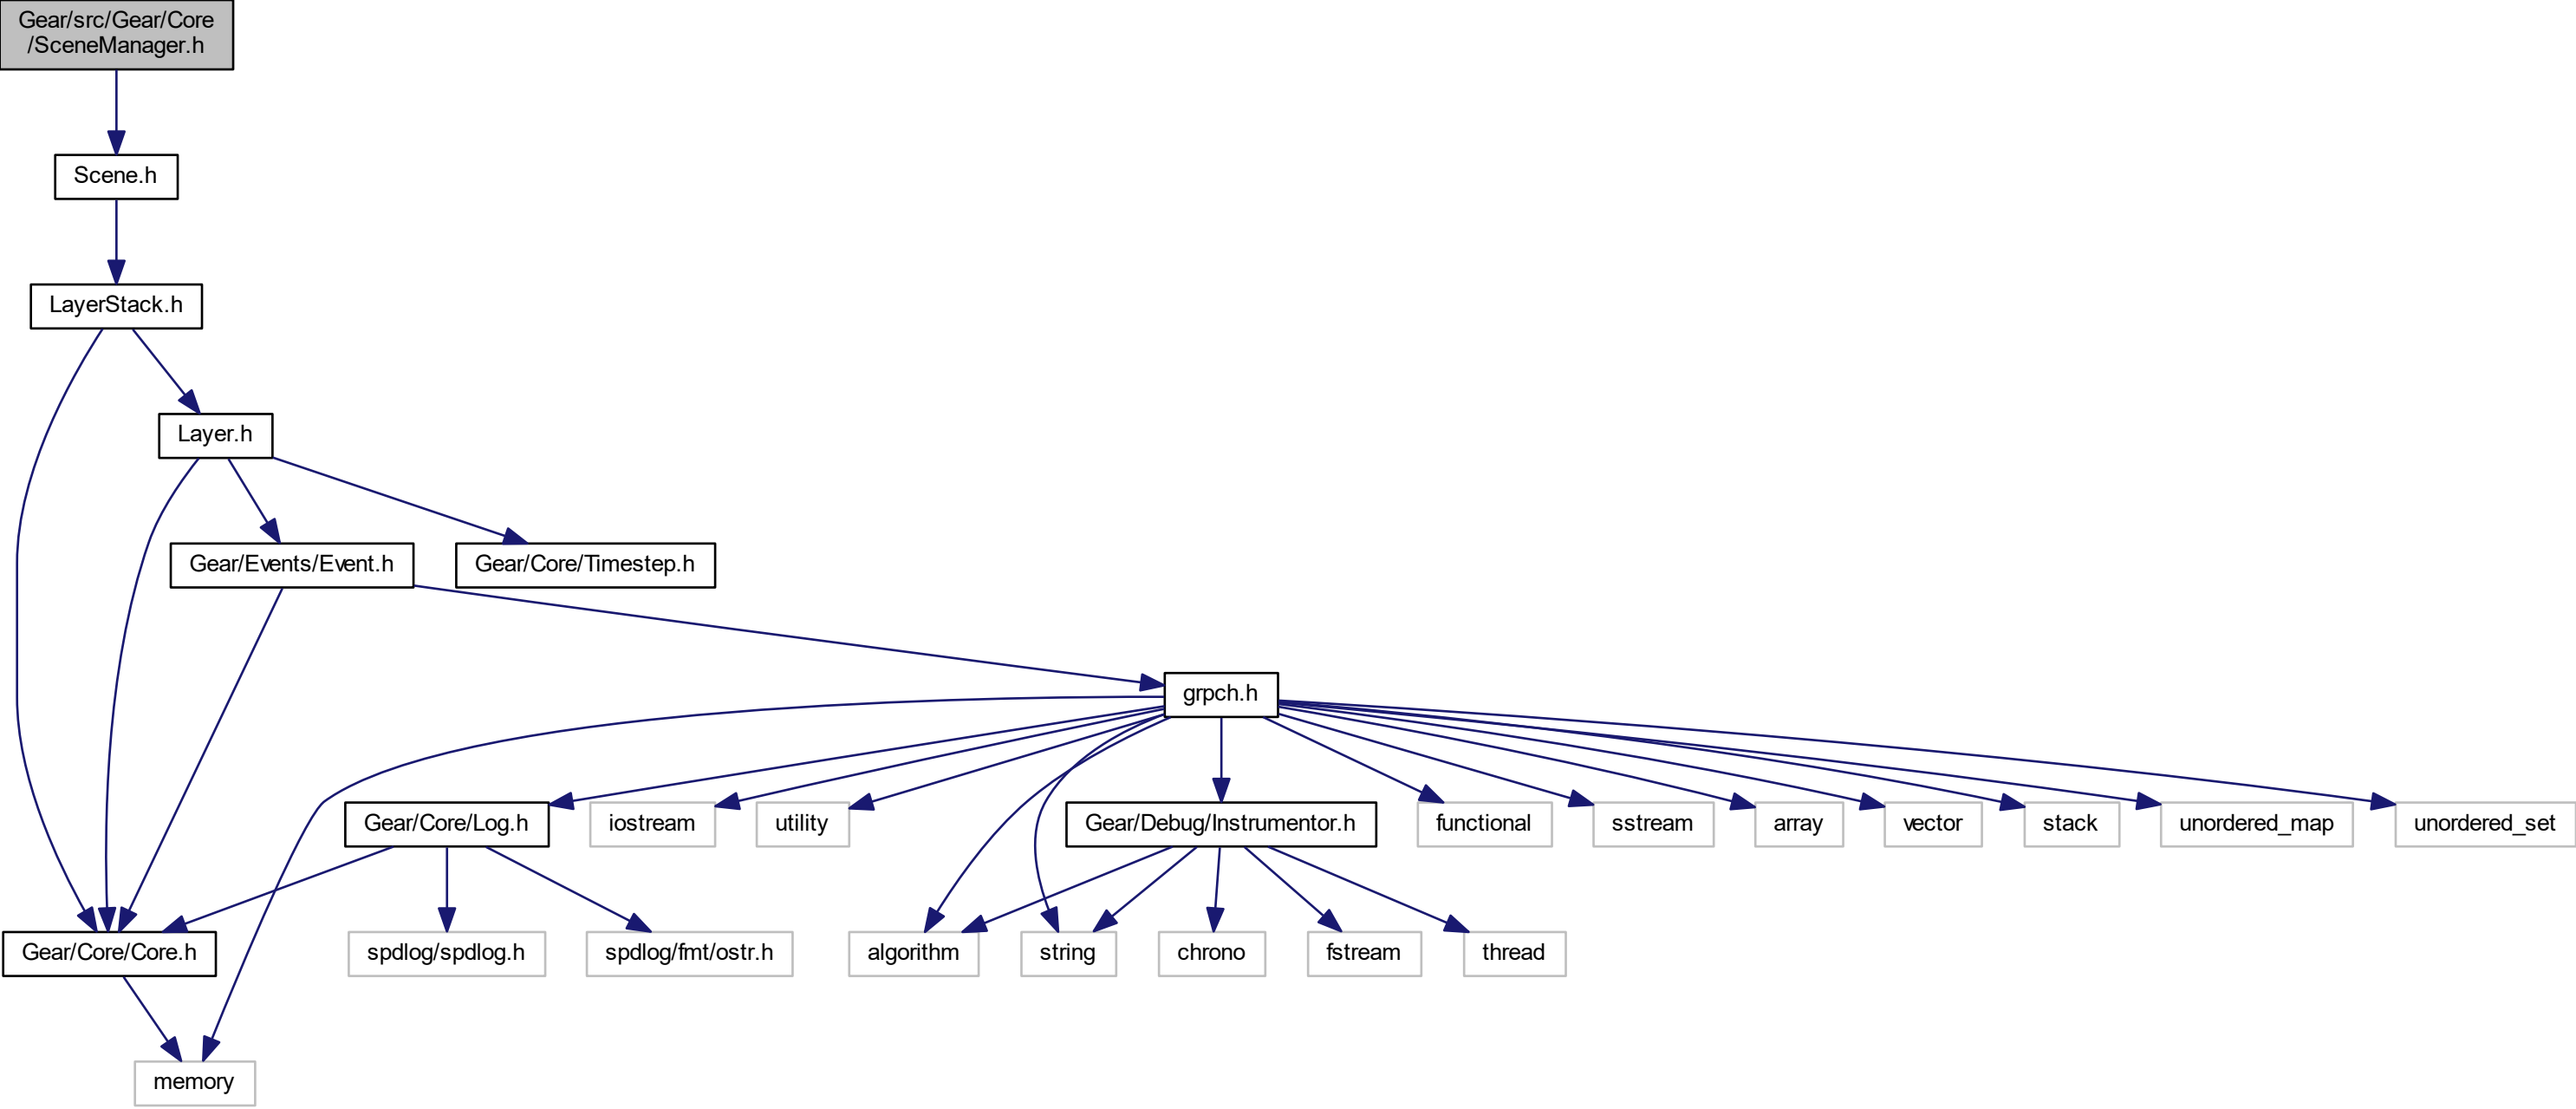 Gear/src/Gear/Core
/SceneManager.h
Scene.h
LayerStack.h
Layer.h
Gear/Events/Event.h
Gear/Core/Timestep.h
grpch.h
Gear/Core/Log.h
iostream
utility
Gear/Debug/Instrumentor.h
functional
sstream
array
vector
stack
unordered_map
unordered_set
Gear/Core/Core.h
spdlog/spdlog.h
spdlog/fmt/ostr.h
algorithm
string
chrono
fstream
thread
memory